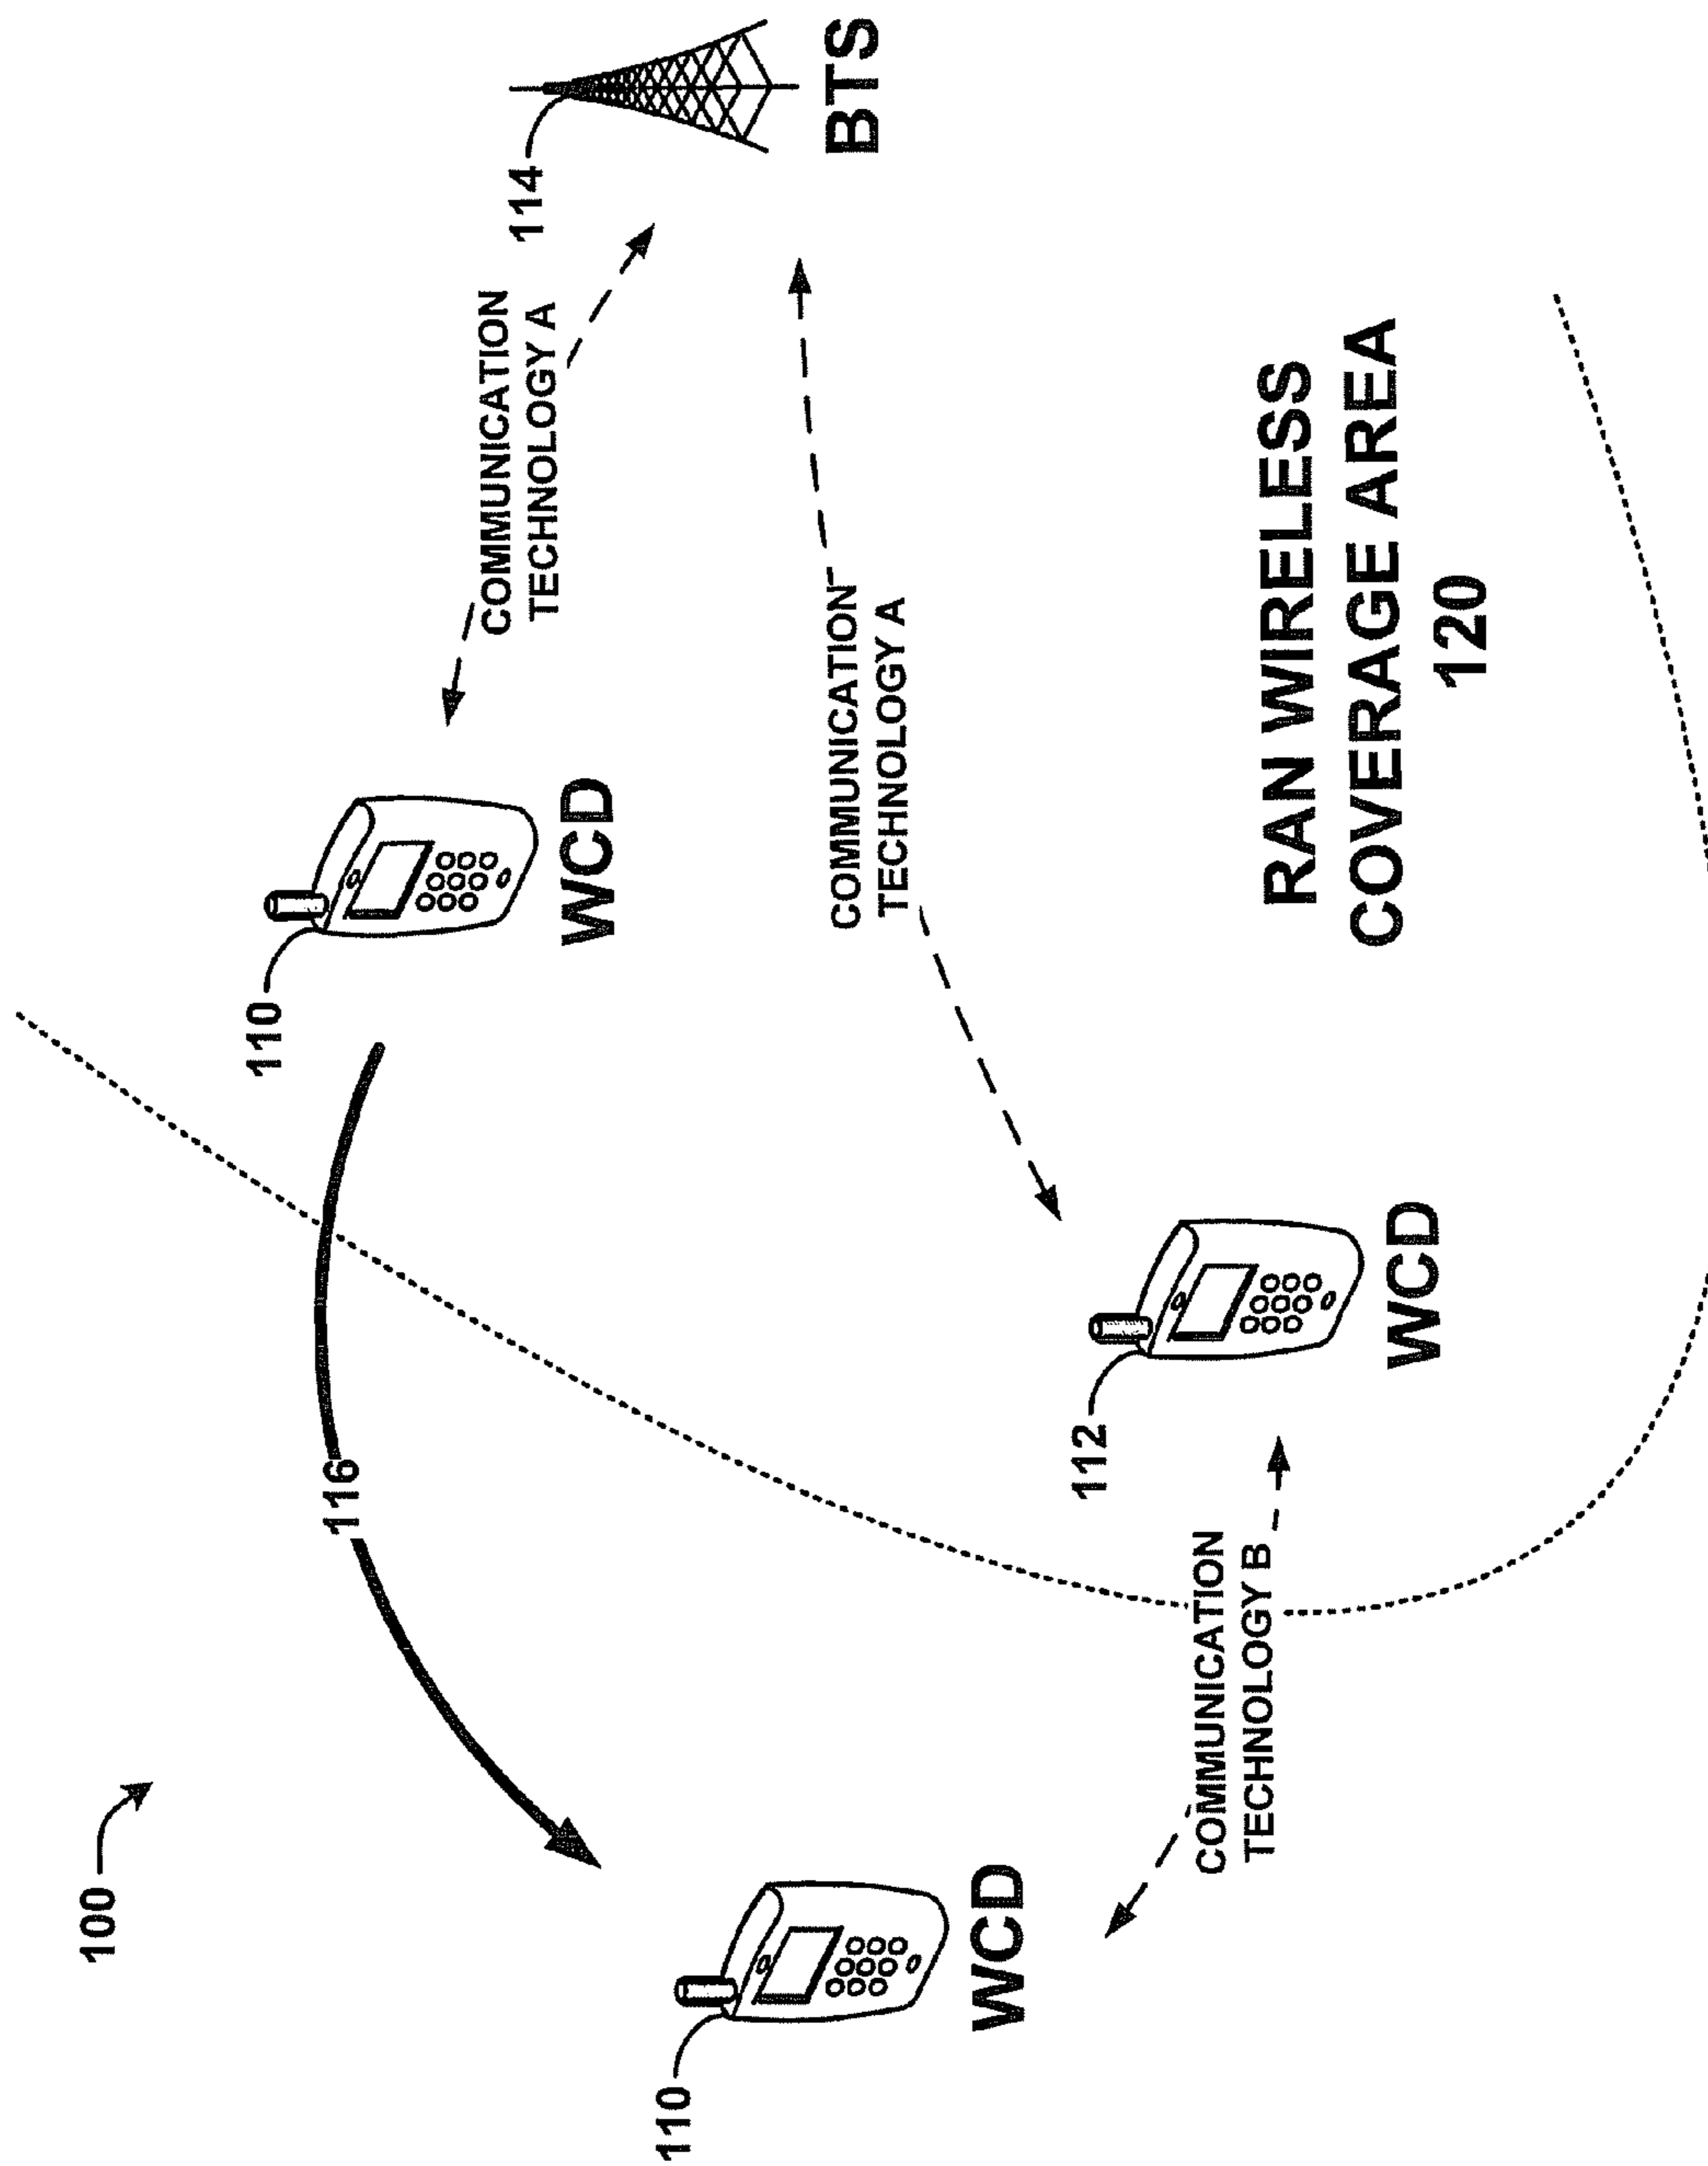 100
116
110
WCD
110
WCD
COMMUNICATION
TECHNOLOGY A
114
BTS
COMMUNICATION
TECHNOLOGY A
COMMUNICATION
TECHNOLOGY B
112
WCD
RAN WIRELESS
COVERAGE AREA
120